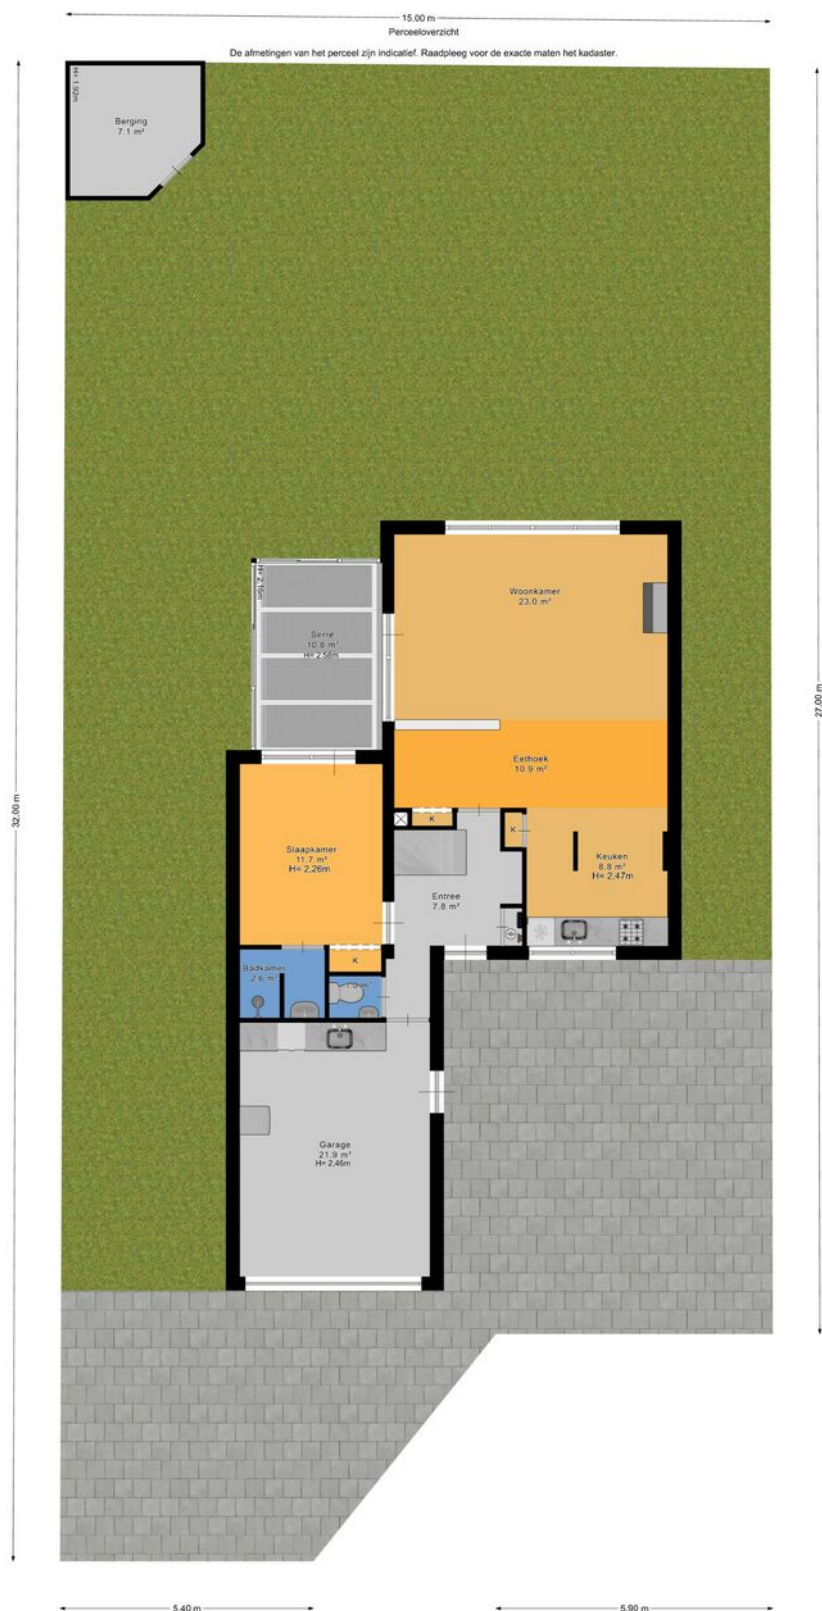 15.00 m
Perceeloverzicht
De afmetingen van het perceel zijn indicatief. Raadpleeg voor de exacte maten het kadaster.
H= 1.92m
Berging
7.1 m²
Woonkamer
23.0 m²
H= 2.16m
Serre
10.8 m²
H= 2.56m
27.00 m
Eethoek
10.9 m²
32.00 m
K
K
Slaapkamer
11.7 m²
H= 2,26m
Keuken
8.8 m²
H= 2,47m
Entree
7.8 m²
K
Badkamer
2.6 m²
Garage
21.9 m²
H= 2,46m
5.40 m
5.90 m